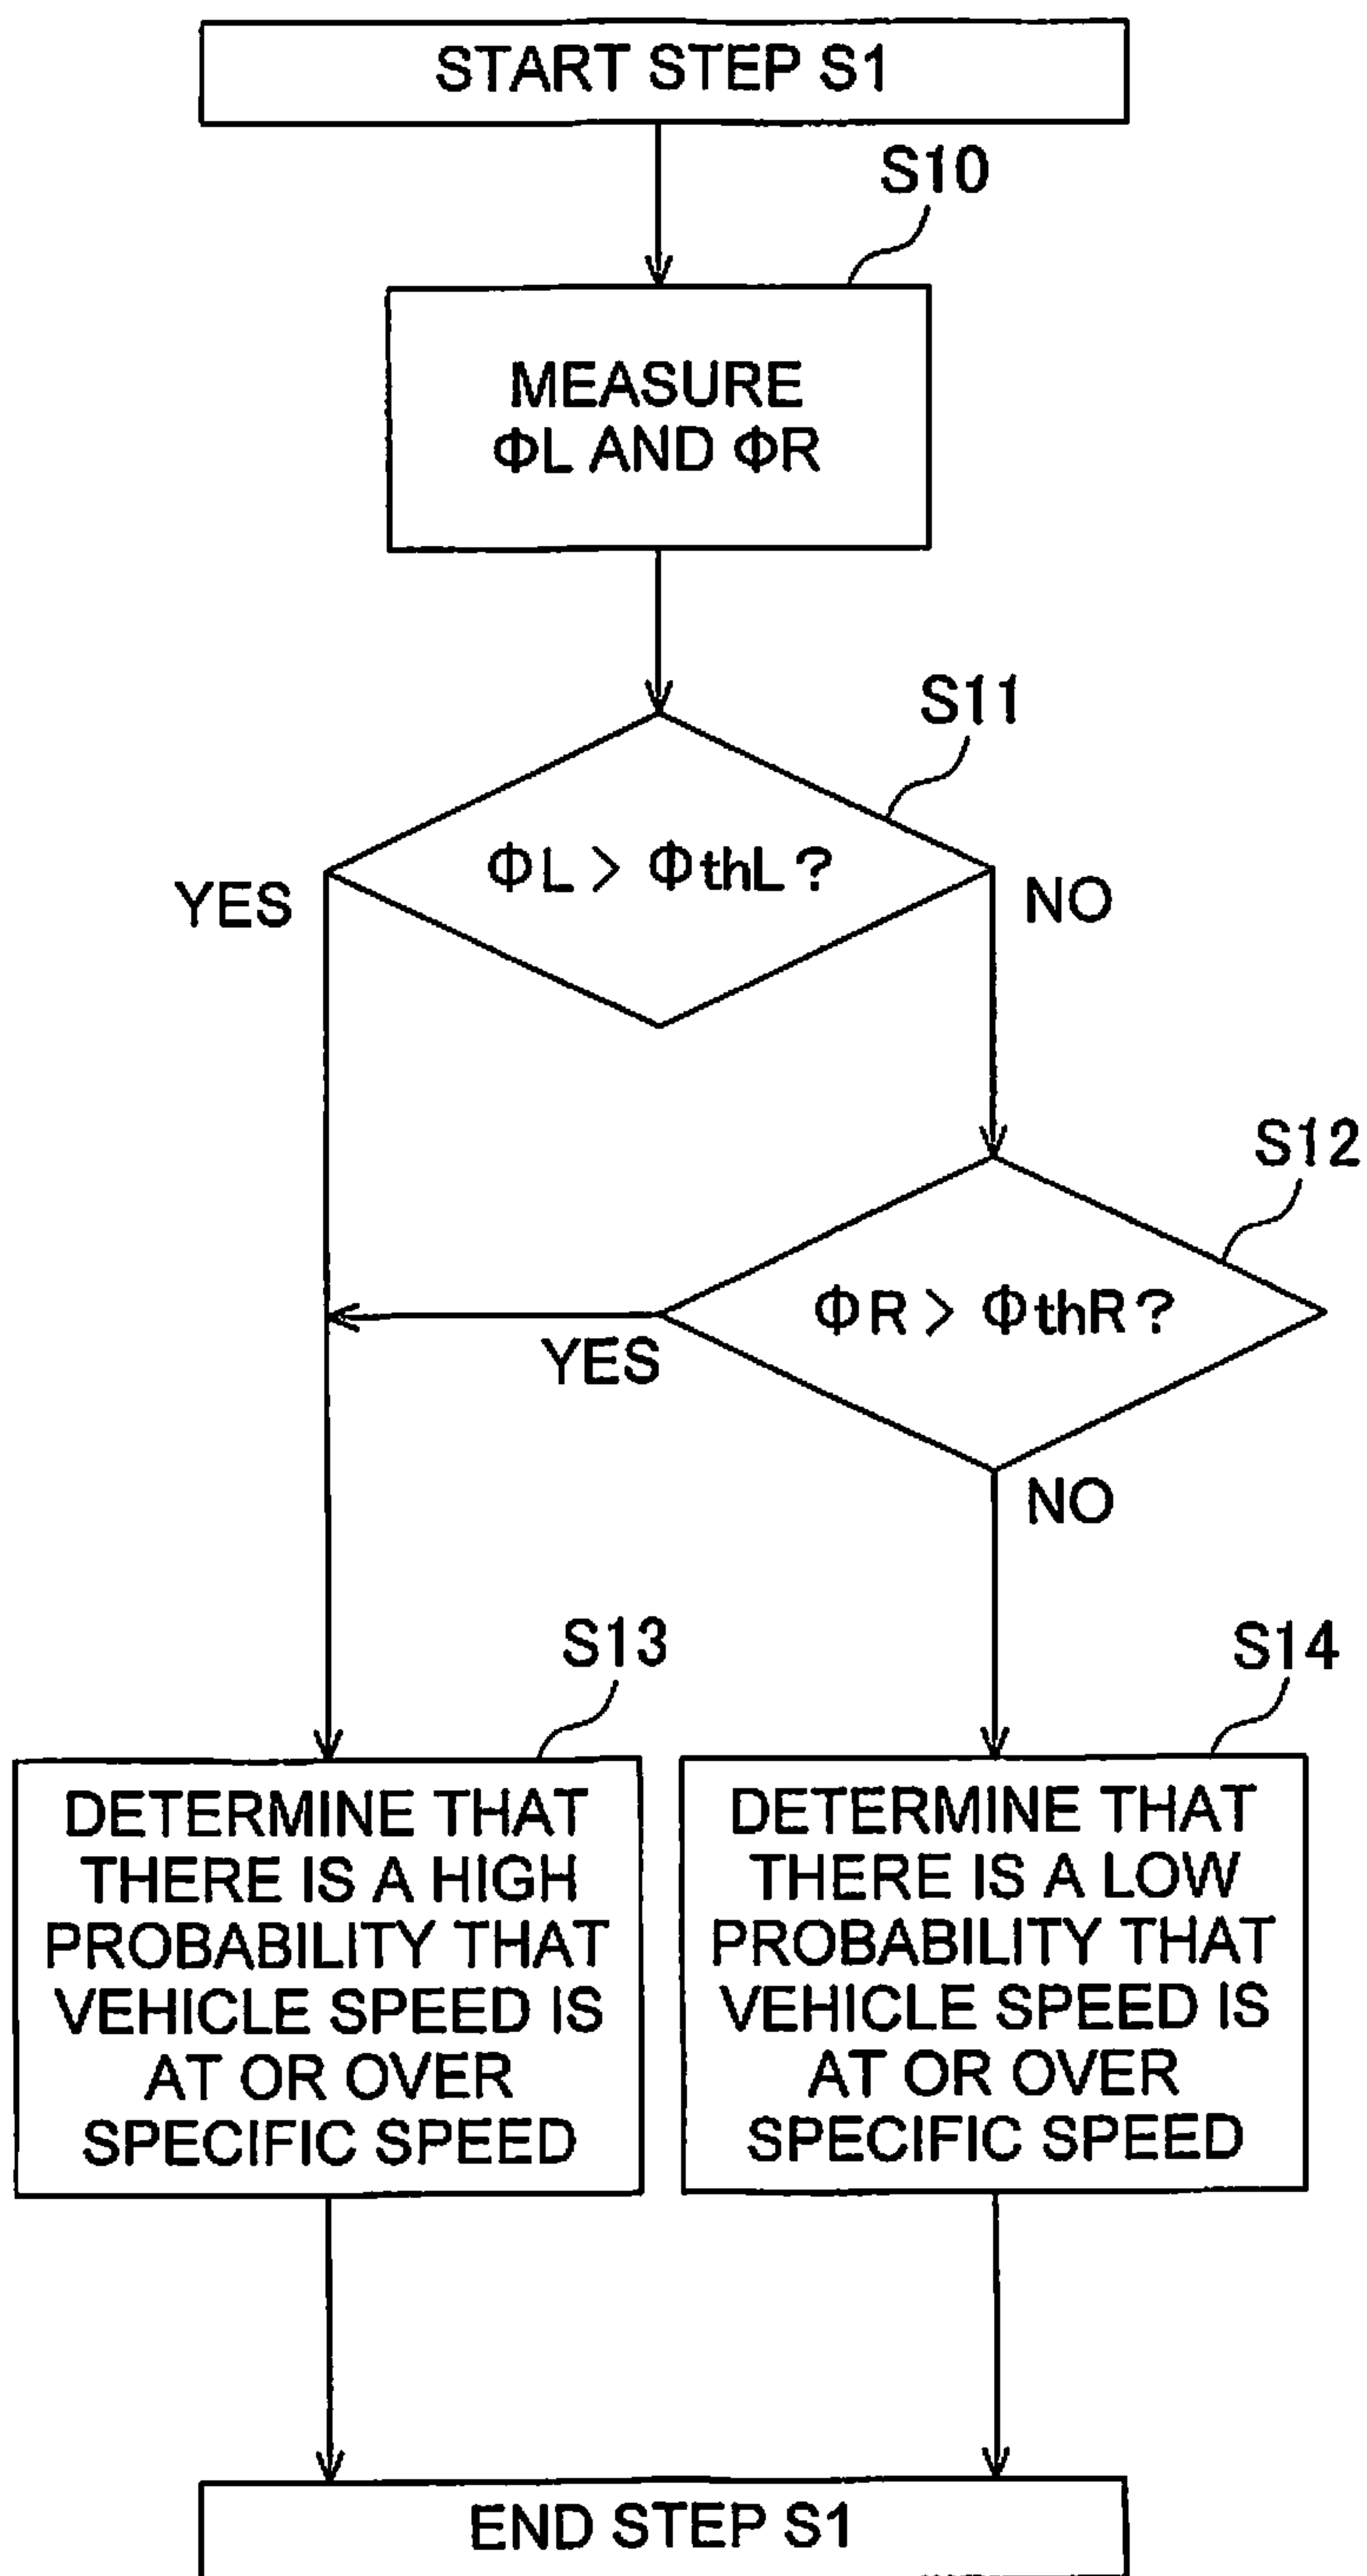 START STEP S1
S10
MEASURE
ΦL AND ΦR
S11
ΦL > ΦthL?
YES
NO
S12
ΦR > ΦthR?
YES
NO
S13
S14
DETERMINE THAT
THERE IS A HIGH
PROBABILITY THAT
VEHICLE SPEED IS
AT OR OVER
SPECIFIC SPEED
DETERMINE THAT
THERE IS A LOW
PROBABILITY THAT
VEHICLE SPEED IS
AT OR OVER
SPECIFIC SPEED
END STEP S1